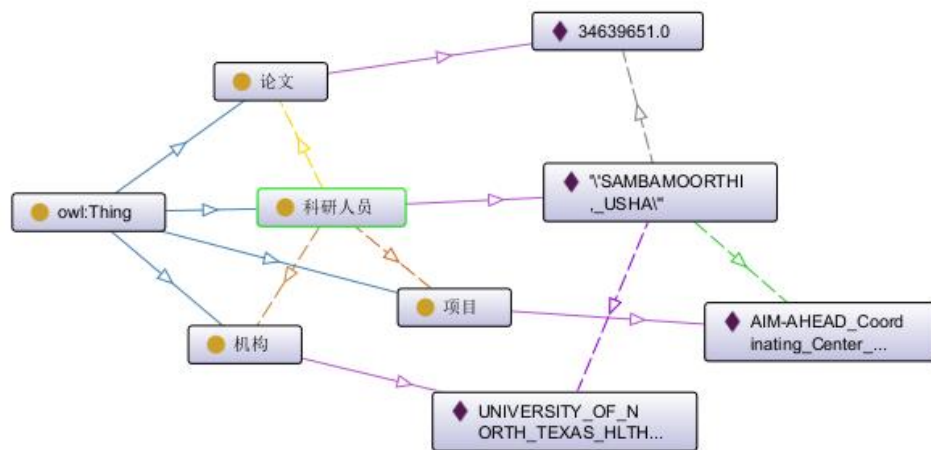 34639651.0
论文
"\"SAMBAMOORTHI
,_USHA\"
owl:Thing
科研人员
项目
AIM-AHEAD_Coord
inating_Center_...
机构
UNIVERSITY_OF_N
ORTH_TEXAS_HLTH...